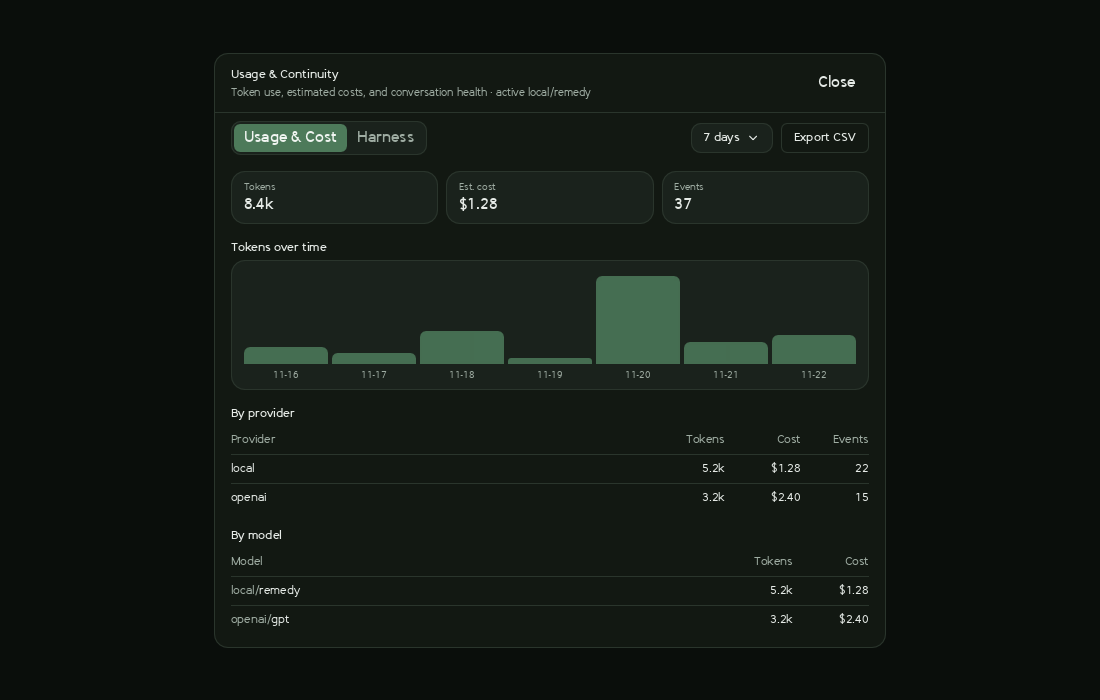 Usage & Continuity
Token use, estimated costs, and conversation health · active local/remedy
Close
Usage & Cost Harness
7 days
Export CSV
Tokens
8.4k
Est. cost
$1.28
Events
37
Tokens over time
11-16 11-17 11-18 11-19 11-20 11-21 11-22
By provider
Provider Tokens Cost Events
local 5.2k $1.28 22
openai 3.2k $2.40 15
By model
Model Tokens Cost
local/remedy 5.2k $1.28
openai/gpt 3.2k $2.40